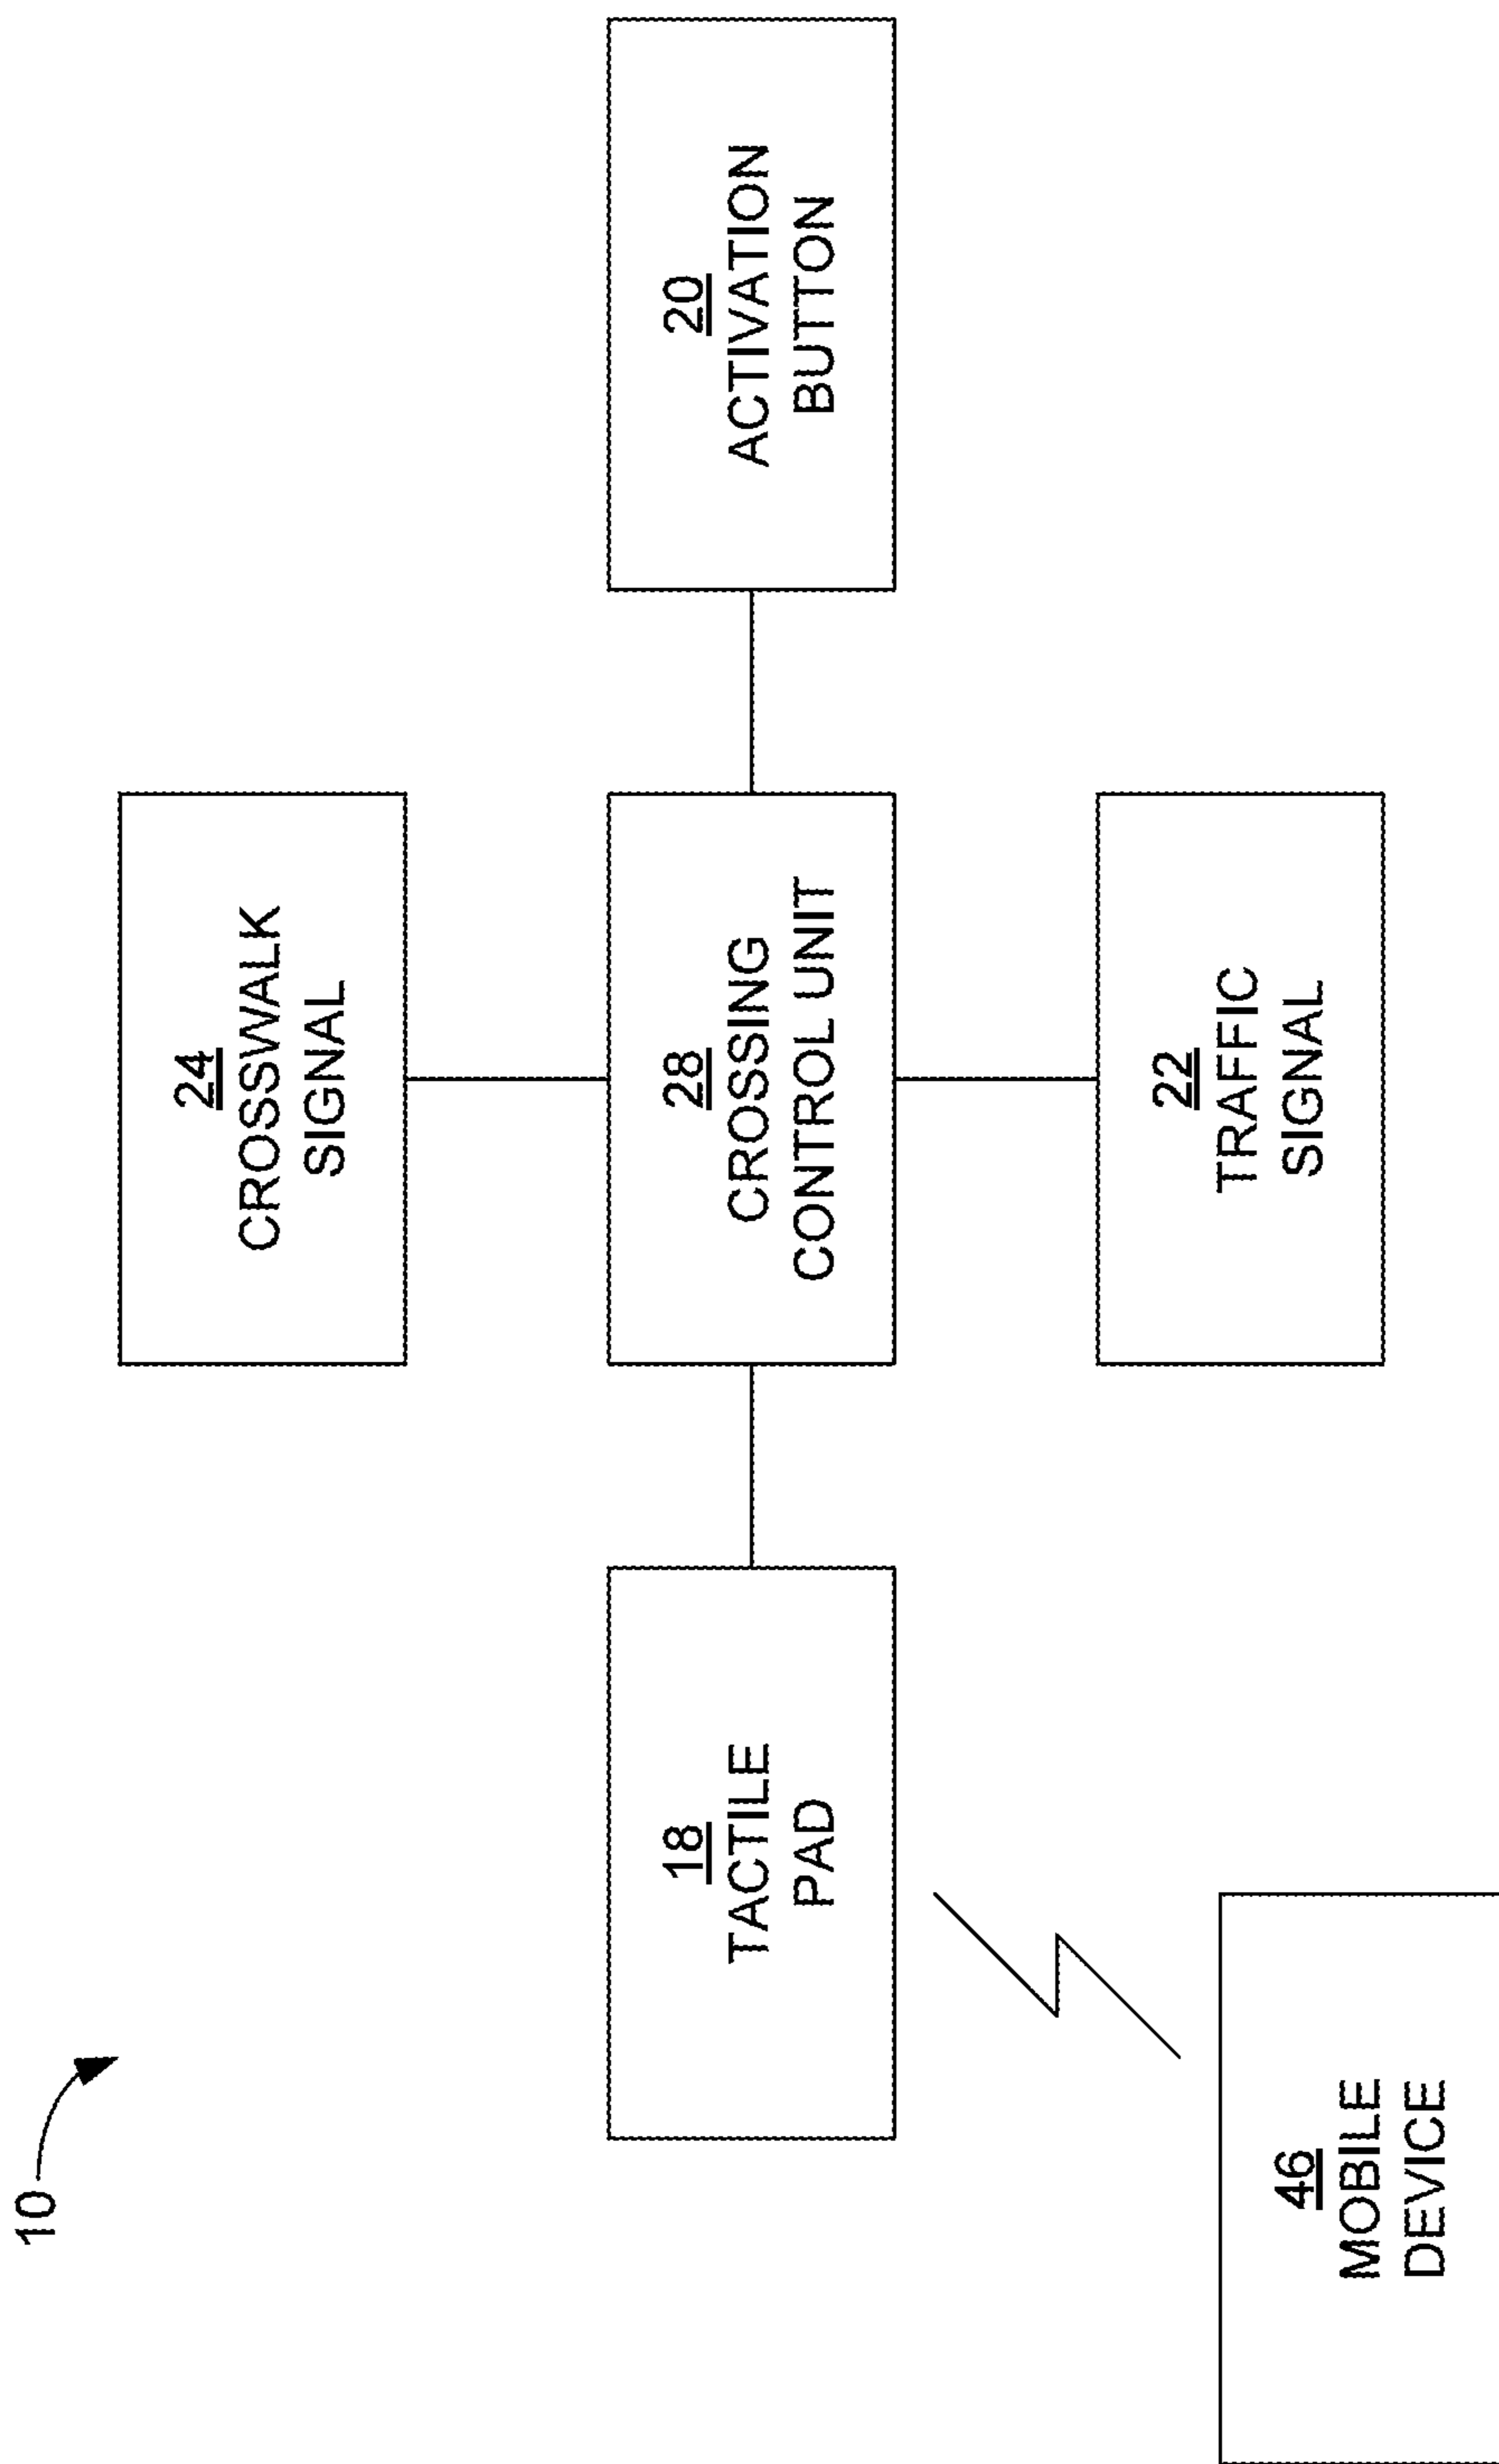 10
24
CROSSWALK
SIGNAL
18
TACTILE
PAD
28
CROSSING
CONTROL UNIT
20
ACTIVATION
BUTTON
46
MOBILE
DEVICE
22
TRAFFIC
SIGNAL